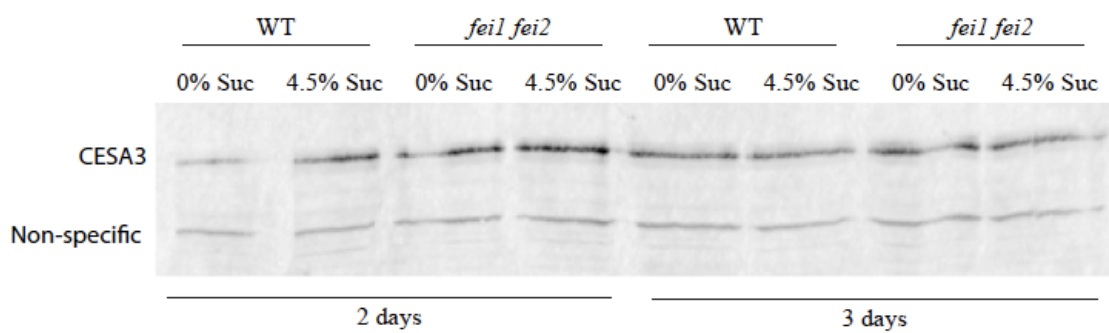 WT fei1 fei2 WT fei1 fei2
0% Suc 4.5% Suc 0% Suc 4.5% Suc 0% Suc 4.5% Suc 0% Suc 4.5% Suc
CESA3
Non-specific
2 days 3 days